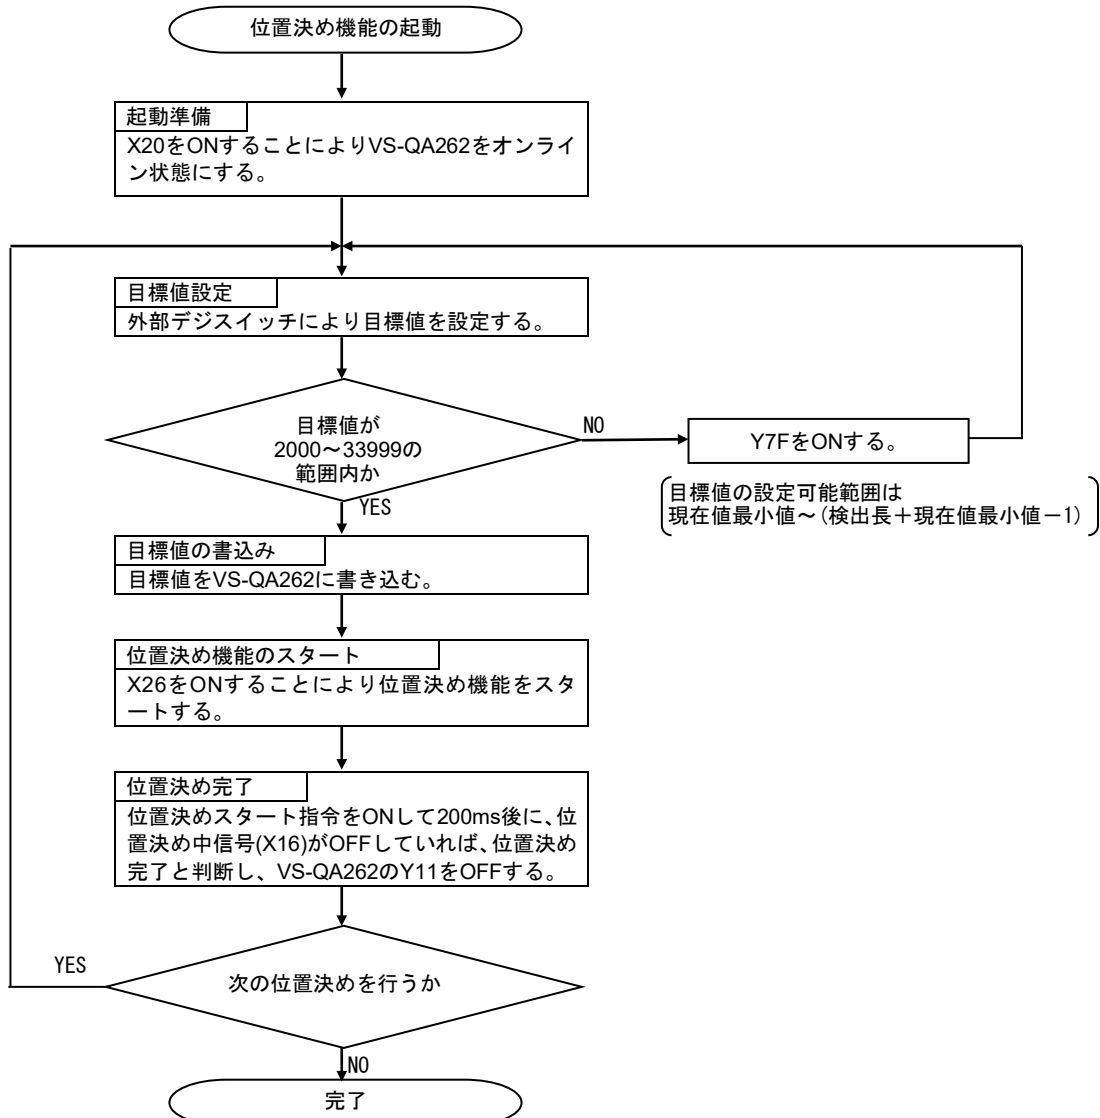 位置決め機能の起動
起動準備
X20をONすることによりVS-QA262をオンライ
ン状態にする。
目標値設定
外部デジスイッチにより目標値を設定する。
目標値が
2000～33999の
範囲内か
NO
Y7FをONする。
目標値の設定可能範囲は
現在値最小値～(検出長＋現在値最小値－1)
YES
目標値の書込み
目標値をVS-QA262に書き込む。
位置決め機能のスタート
X26をONすることにより位置決め機能をスタ
ートする。
位置決め完了
位置決めスタート指令をONして200ms後に、位
置決め中信号(X16)がOFFしていれば、位置決め
完了と判断し、VS-QA262のY11をOFFする。
YES
次の位置決めを行うか
NO
完了